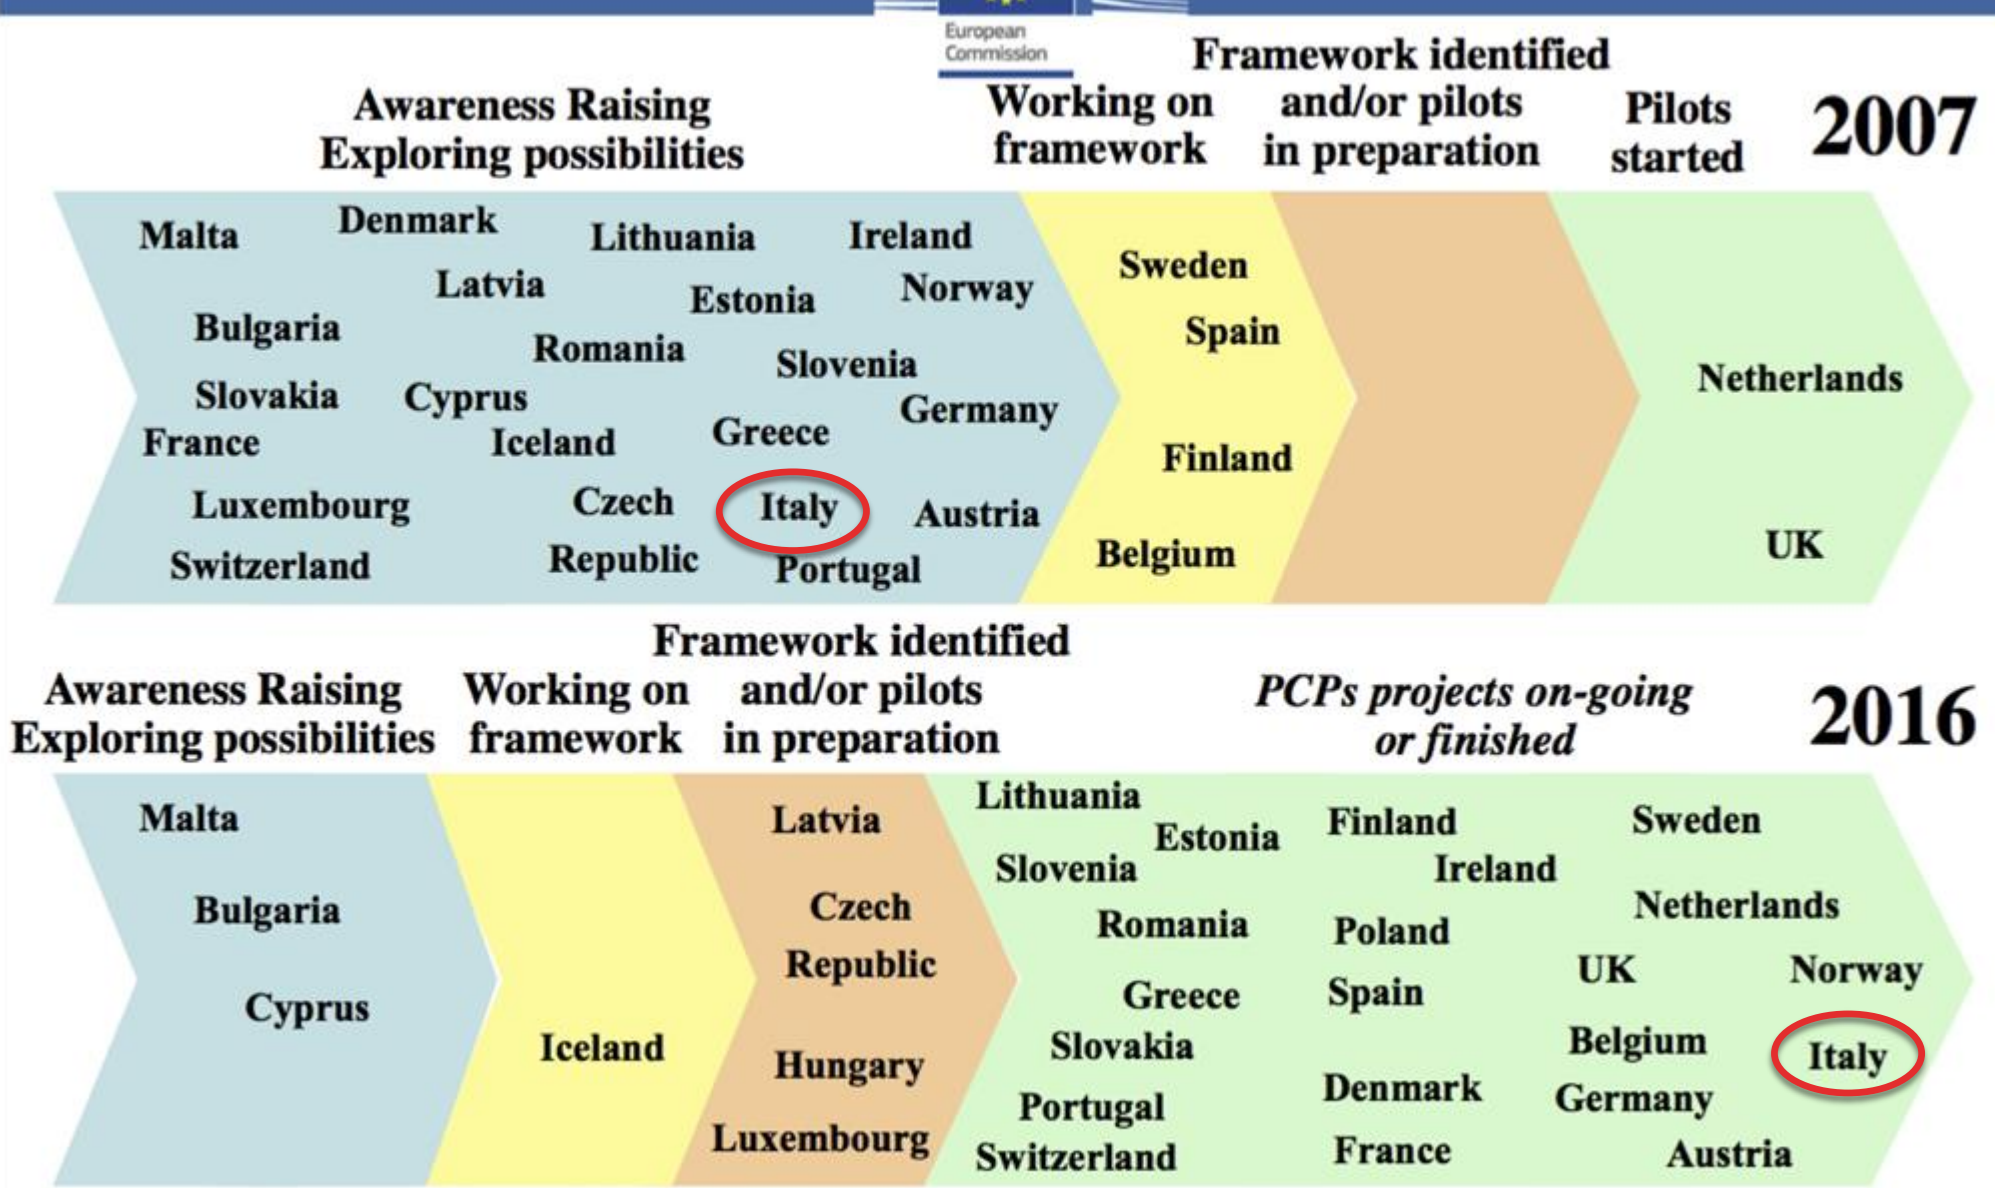 European
Commission
Framework identified
Awareness Raising Working on and/or pilots Pilots 2007
Exploring possibilities framework in preparation started
Malta Denmark Lithuania Ireland
Latvia Estonia Norway Sweden
Bulgaria Romania Slovenia Spain
Slovakia Cyprus Germany Netherlands
France Iceland Greece Finland
Luxembourg Czech Italy Austria
Switzerland Republic Portugal Belgium UK
Framework identified
Awareness Raising Working on and/or pilots PCPs projects on-going 2016
Exploring possibilities framework in preparation or finished
Malta Latvia Lithuania Estonia Finland Sweden
Slovenia Ireland
Bulgaria Czech Romania Poland Netherlands
Republic UK Norway
Cyprus Greece Spain
Iceland Hungary Slovakia Belgium Italy
Portugal Denmark Germany
Luxembourg Switzerland France Austria